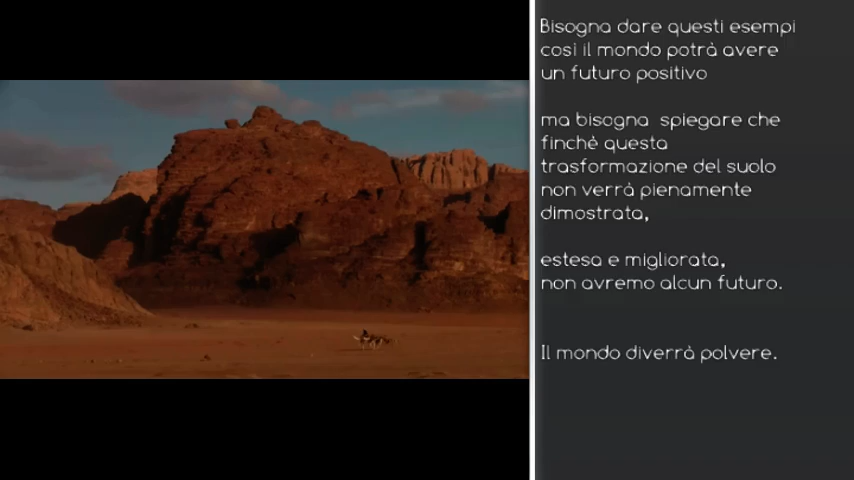 Bisogna dare questi esempi
così il mondo potrà avere
un futuro positivo
ma bisogna spiegare che
finchè questa
trasformazione del suolo
non verrà pienamente
dimostrata,
estesa e migliorata,
non avremo alcun futuro.
Il mondo diverrà polvere.